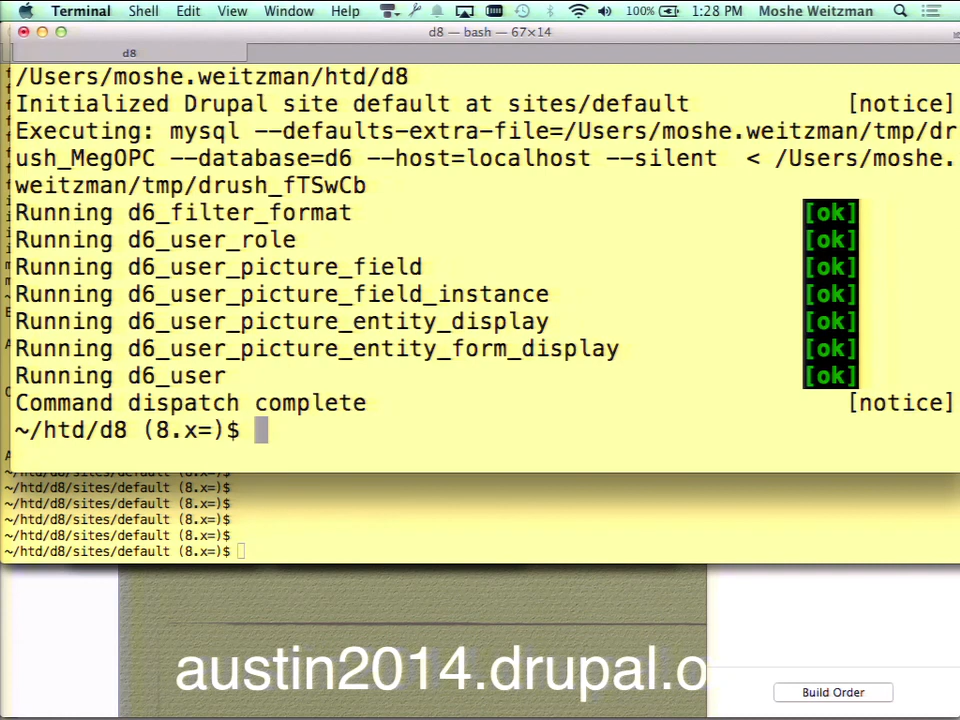 Terminal Shell Edit View Window Help 100% 1:28 PM Moshe Weitzman
d8 — bash — 67×14
d8
/Users/moshe.weitzman/htd/d8
Initialized Drupal site default at sites/default [notice]
Executing: mysql --defaults-extra-file=/Users/moshe.weitzman/tmp/dr
ush_MegOPC --database=d6 --host=localhost --silent < /Users/moshe.
weitzman/tmp/drush_fTSwCb
Running d6_filter_format [ok]
Running d6_user_role [ok]
Running d6_user_picture_field [ok]
Running d6_user_picture_field_instance [ok]
Running d6_user_picture_entity_display [ok]
Running d6_user_picture_entity_form_display [ok]
Running d6_user [ok]
Command dispatch complete [notice]
~/htd/d8 (8.x=)$
~/htd/d8/sites/default (8.x=)$
~/htd/d8/sites/default (8.x=)$
~/htd/d8/sites/default (8.x=)$
~/htd/d8/sites/default (8.x=)$
~/htd/d8/sites/default (8.x=)$
~/htd/d8/sites/default (8.x=)$
austin2014.drupal.o
Build Order